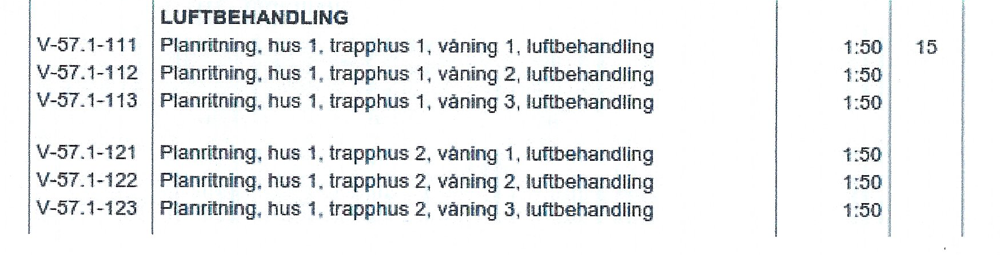 LUFTBEHANDLING
V-57.1-111 Planritning, hus 1, trapphus 1, våning 1, luftbehandling 1:50 15
V-57.1-112 Planritning, hus 1, trapphus 1, våning 2, luftbehandling 1:50
V-57.1-113 Planritning, hus 1, trapphus 1, våning 3, luftbehandling 1:50
V-57.1-121 Planritning, hus 1, trapphus 2, våning 1, luftbehandling 1:50
V-57.1-122 Planritning, hus 1, trapphus 2, våning 2, luftbehandling 1:50
V-57.1-123 Planritning, hus 1, trapphus 2, våning 3, luftbehandling 1:50